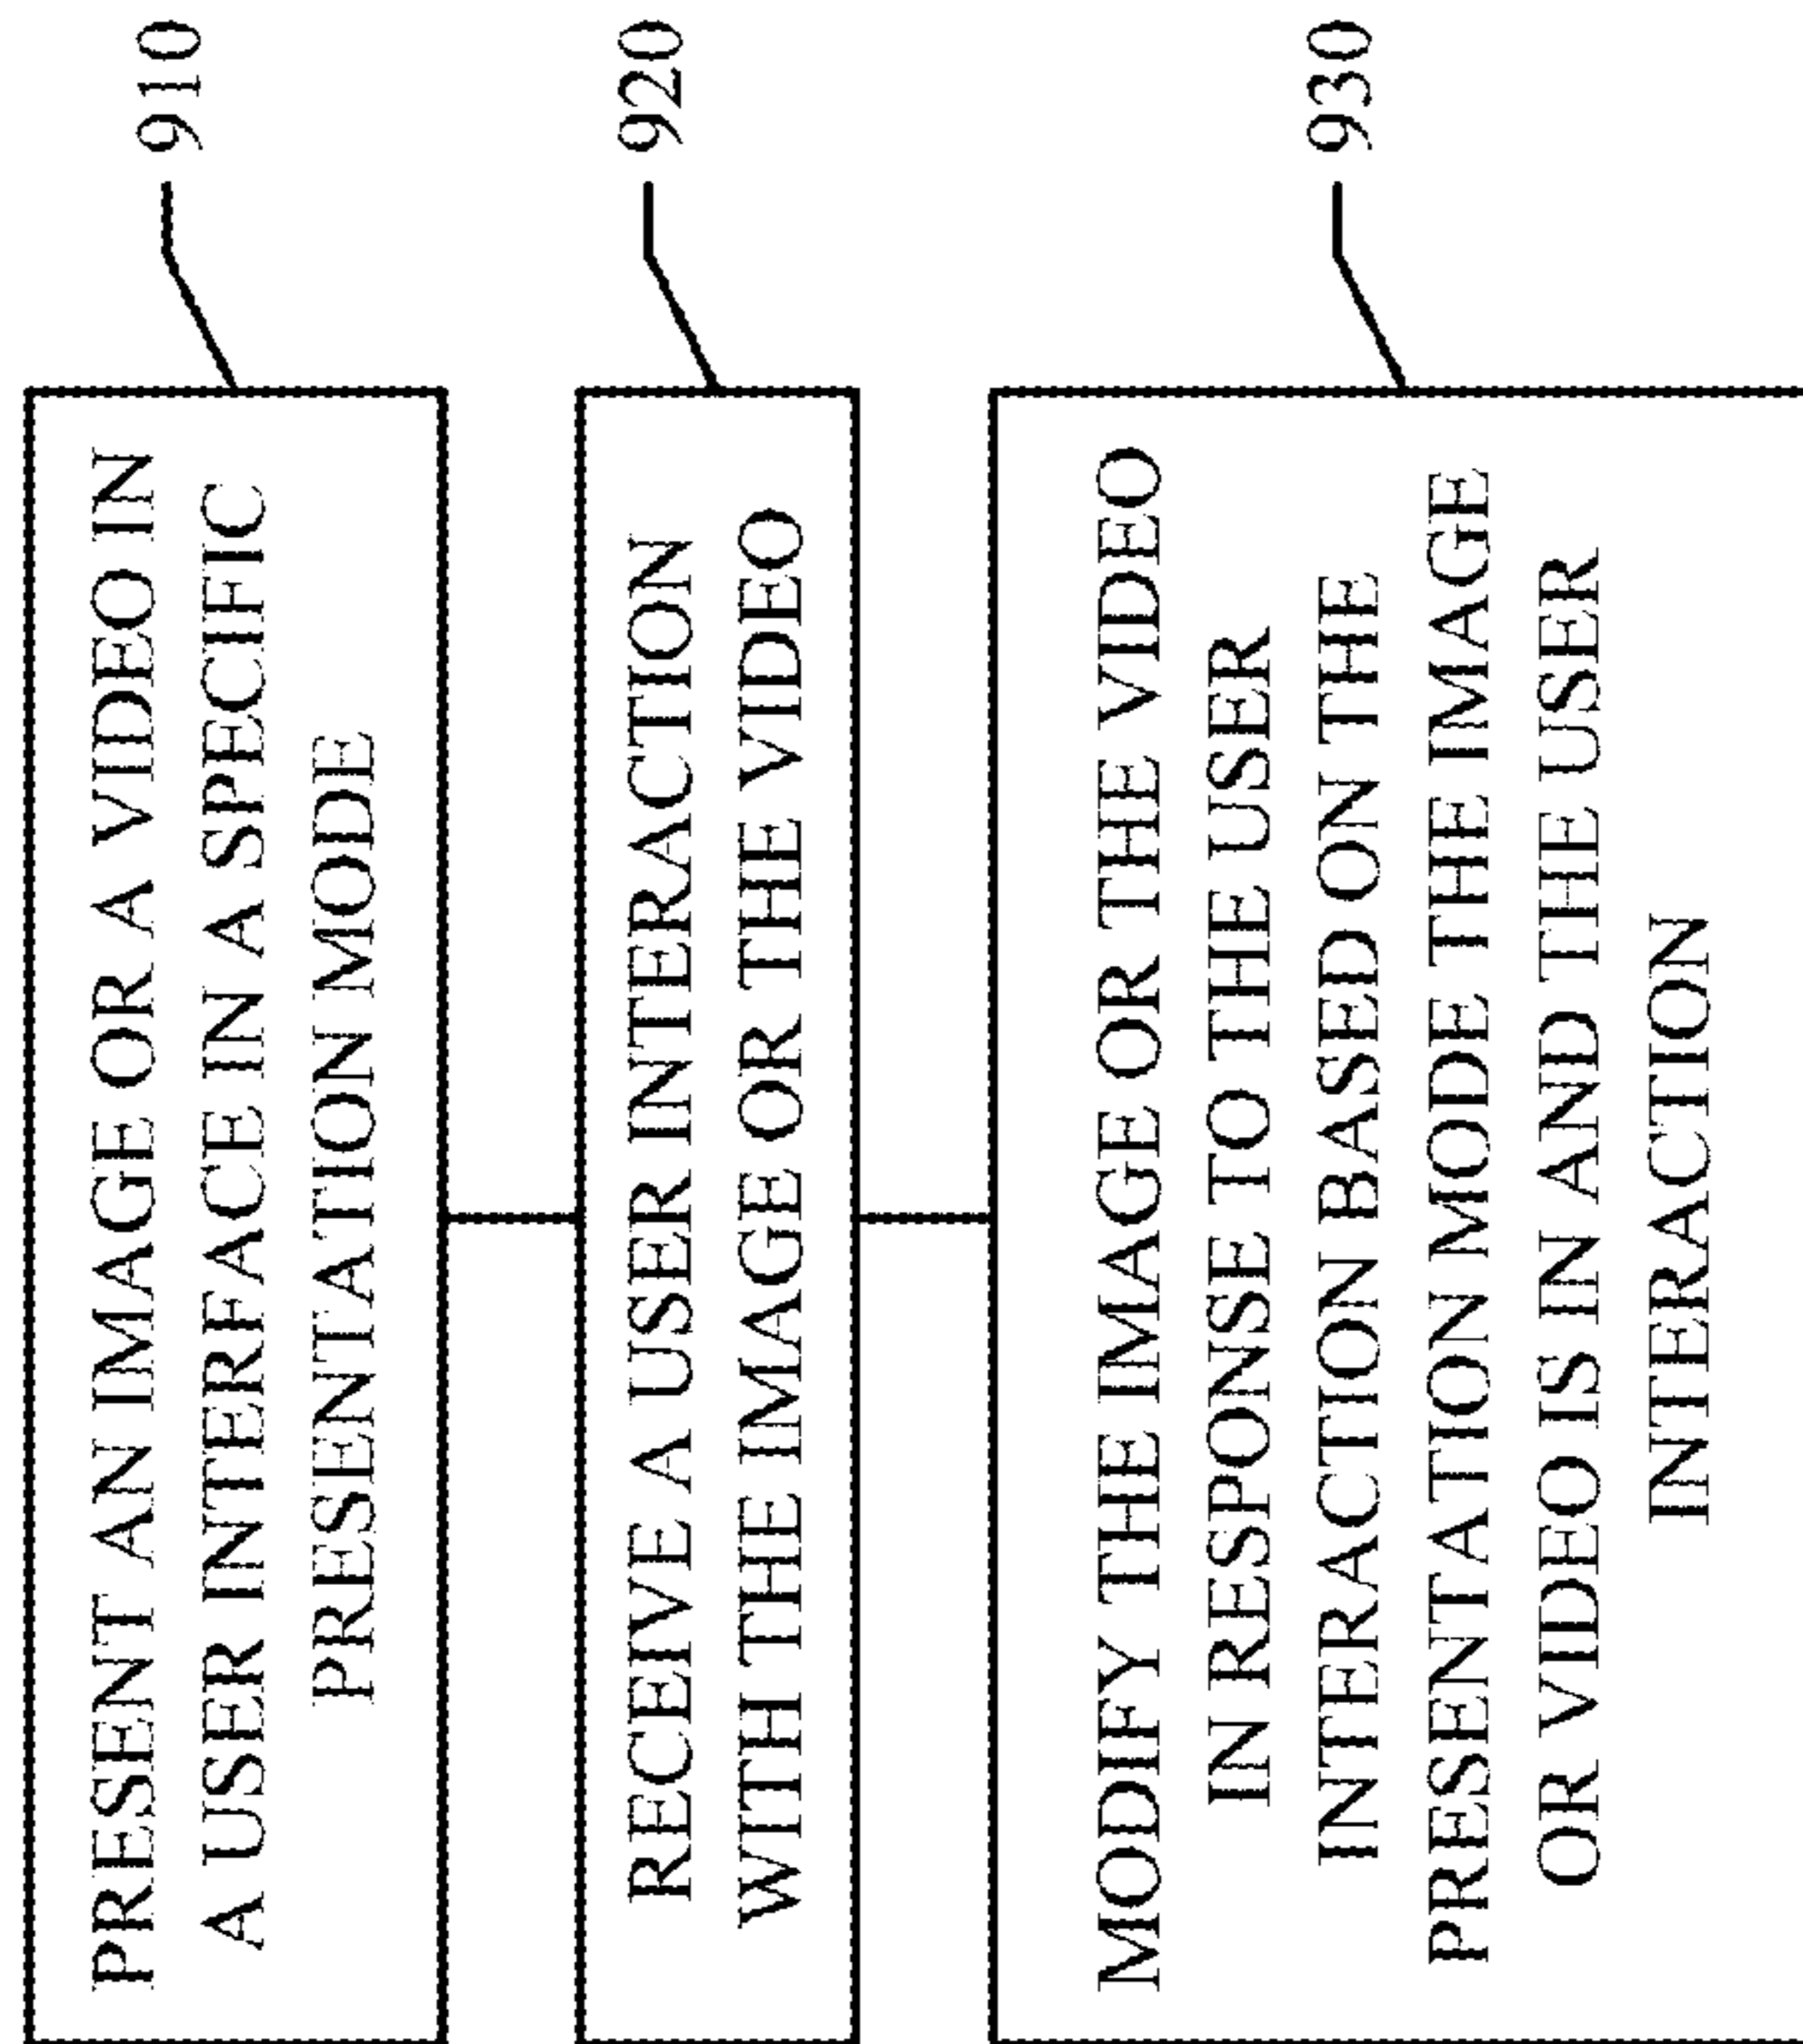 PRESENT AN IMAGE OR A VIDEO IN
A USER INTERFACE IN A SPECIFIC
PRESENTATION MODE
910
RECEIVE A USER INTERACTION
WITH THE IMAGE OR THE VIDEO
920
MODIFY THE IMAGE OR THE VIDEO
IN RESPONSE TO THE USER
INTERACTION BASED ON THE
PRESENTATION MODE THE IMAGE
OR VIDEO IS IN AND THE USER
INTERACTION
930